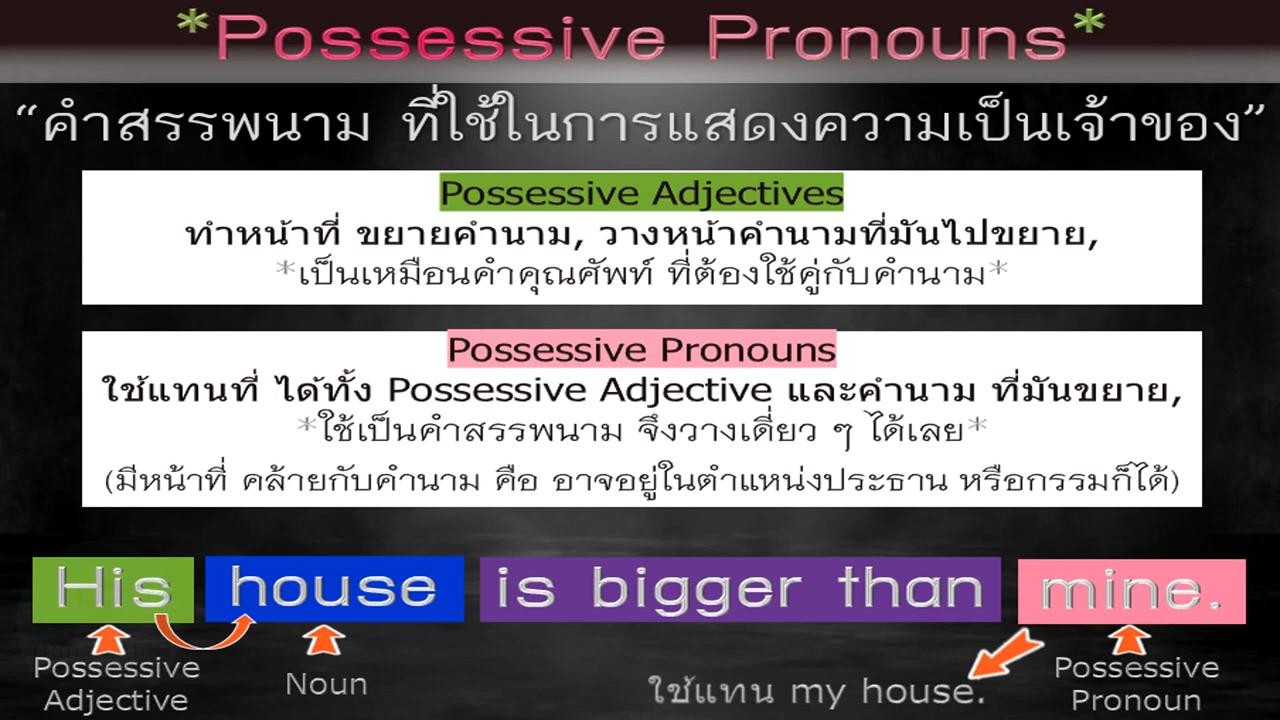 *Possessive Pronouns*
“คำสรรพนาม ที่ใช้ในการแสดงความเป็นเจ้าของ”
Possessive Adjectives
ทำหน้าที่ ขยายคำนาม, วางหน้าคำนามที่มันไปขยาย,
*เป็นเหมือนคำคุณศัพท์ ที่ต้องใช้คู่กับคำนาม*
Possessive Pronouns
ใช้แทนที่ ได้ทั้ง Possessive Adjective และคำนาม ที่มันขยาย,
*ใช้เป็นคำสรรพนาม จึงวางเดี่ยว ๆ ได้เลย*
(มีหน้าที่ คล้ายกับคำนาม คือ อาจอยู่ในตำแหน่งประธาน หรือกรรมก็ได้)
His house is bigger than mine.
Possessive
Adjective
Noun
ใช้แทน my house.
Possessive
Pronoun